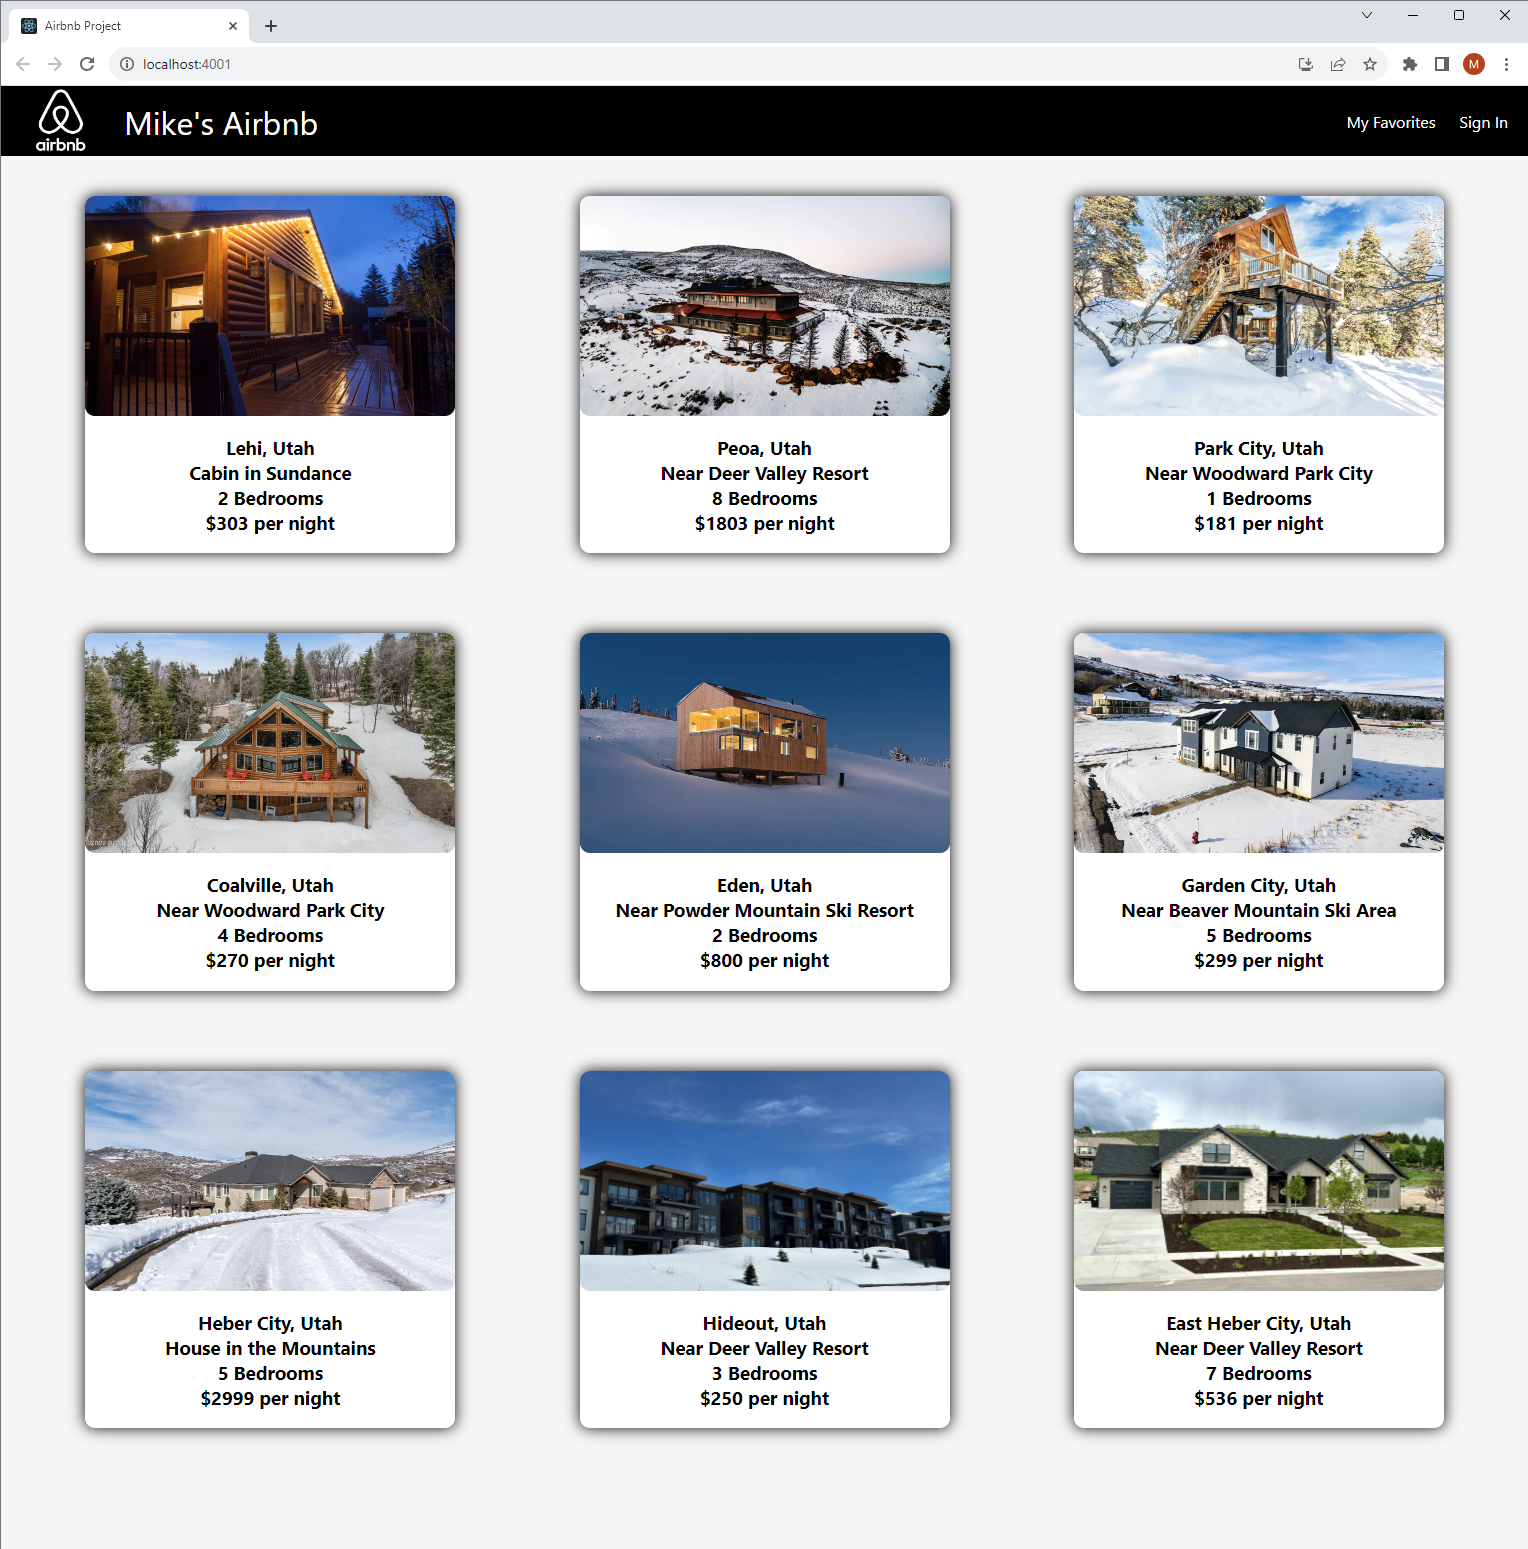 Airbnb Project
localhost:4001
M
airbnb
Mike's Airbnb
My Favorites
Sign In
Lehi, Utah
Cabin in Sundance
2 Bedrooms
$303 per night
Peoa, Utah
Near Deer Valley Resort
8 Bedrooms
$1803 per night
Park City, Utah
Near Woodward Park City
1 Bedrooms
$181 per night
Coalville, Utah
Near Woodward Park City
4 Bedrooms
$270 per night
Eden, Utah
Near Powder Mountain Ski Resort
2 Bedrooms
$800 per night
Garden City, Utah
Near Beaver Mountain Ski Area
5 Bedrooms
$299 per night
Heber City, Utah
House in the Mountains
5 Bedrooms
$2999 per night
Hideout, Utah
Near Deer Valley Resort
3 Bedrooms
$250 per night
East Heber City, Utah
Near Deer Valley Resort
7 Bedrooms
$536 per night